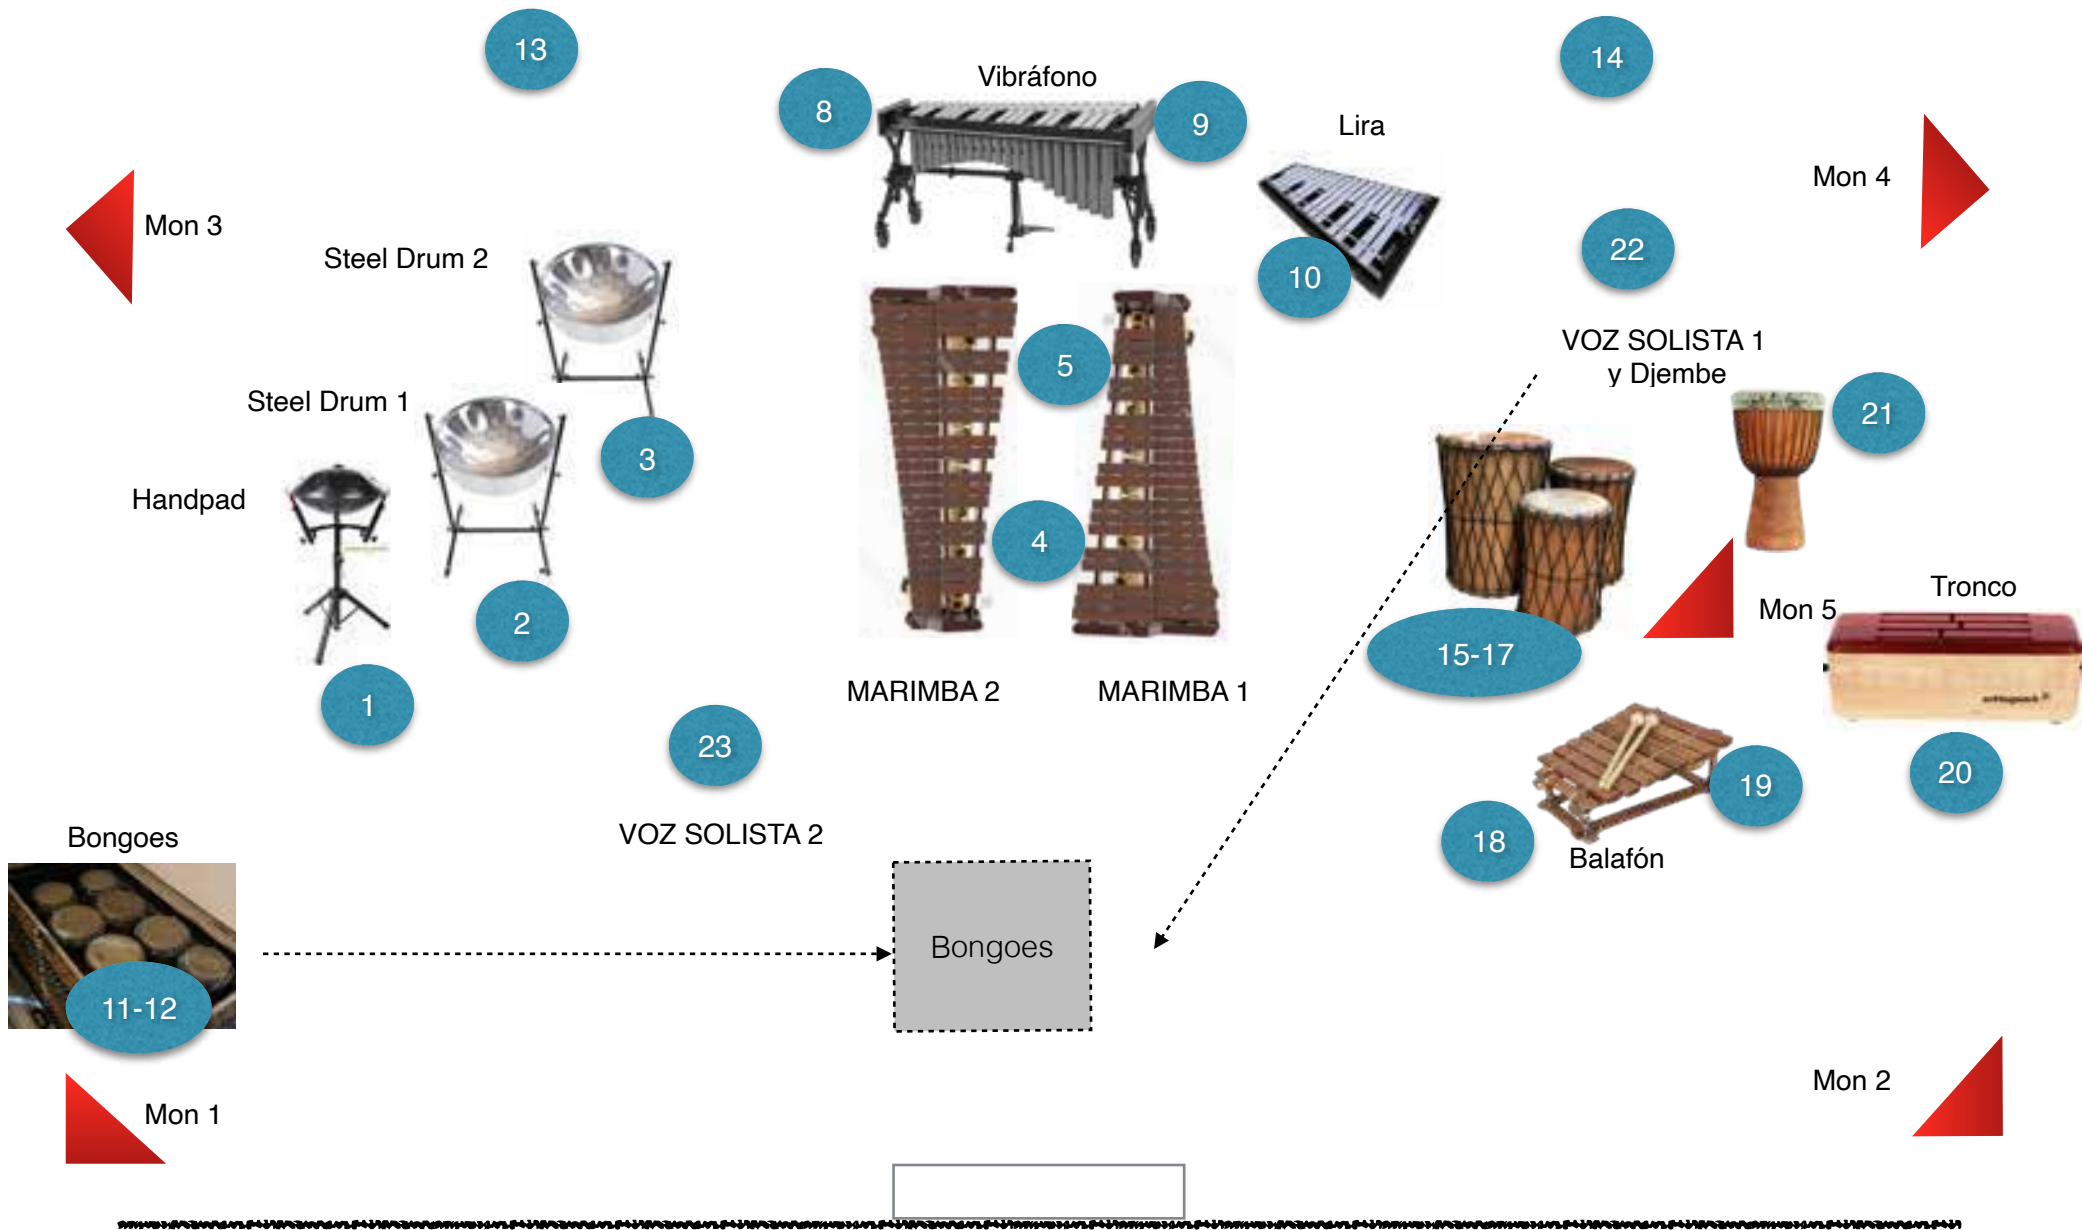 13
14
Vibráfono
8
9
Lira
Mon 4
Mon 3
Steel Drum 2
22
10
VOZ SOLISTA 1
y Djembe
5
Steel Drum 1
21
3
Handpad
4
Tronco
Mon 5
2
15-17
MARIMBA 2
MARIMBA 1
1
23
20
19
Bongoes
VOZ SOLISTA 2
18
Balafón
Bongoes
11-12
Mon 2
Mon 1